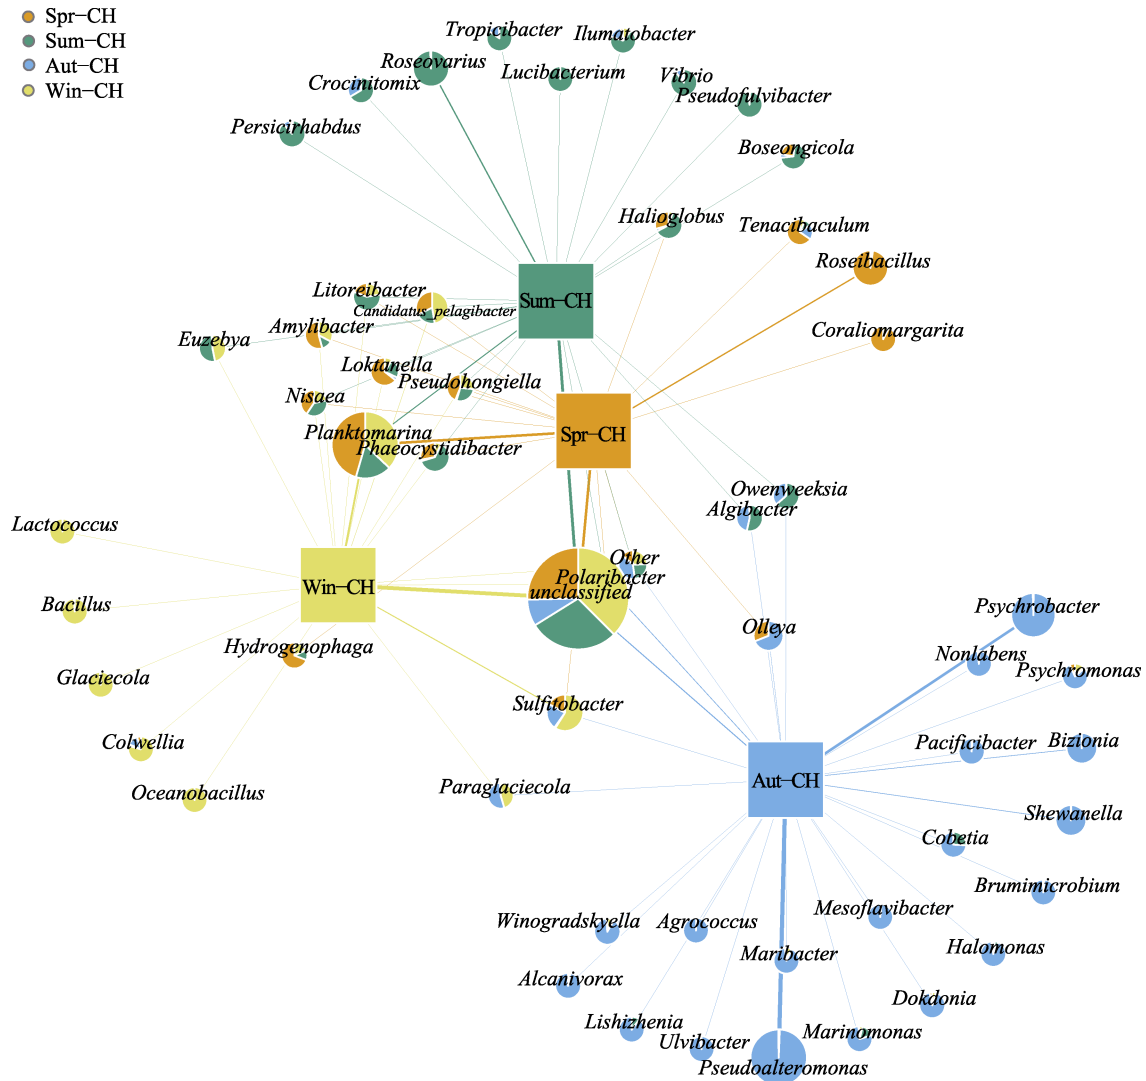 Spr−CH
Sum−CH
Aut−CH
Win−CH
Tropicibacter
Ilumatobacter
Roseovarius
Lucibacterium
Crocinitomix
Vibrio
Pseudofulvibacter
Persicirhabdus
Boseongicola
Halioglobus
Tenacibaculum
Roseibacillus
Litoreibacter
Sum−CH
Candidatus_pelagibacter
Amylibacter
Euzebya
Coraliomargarita
Loktanella
Pseudohongiella
Nisaea
Planktomarina
Spr−CH
Phaeocystidibacter
Owenweeksia
Algibacter
Lactococcus
Other
Polaribacter
unclassified
Win−CH
Bacillus
Psychrobacter
Olleya
Hydrogenophaga
Nonlabens
Psychromonas
Glaciecola
Sulfitobacter
Colwellia
Pacificibacter
Bizionia
Aut−CH
Paraglaciecola
Oceanobacillus
Shewanella
Cobetia
Brumimicrobium
Winogradskyella
Agrococcus
Mesoflavibacter
Maribacter
Halomonas
Alcanivorax
Dokdonia
Lishizhenia
Ulvibacter
Marinomonas
Pseudoalteromonas